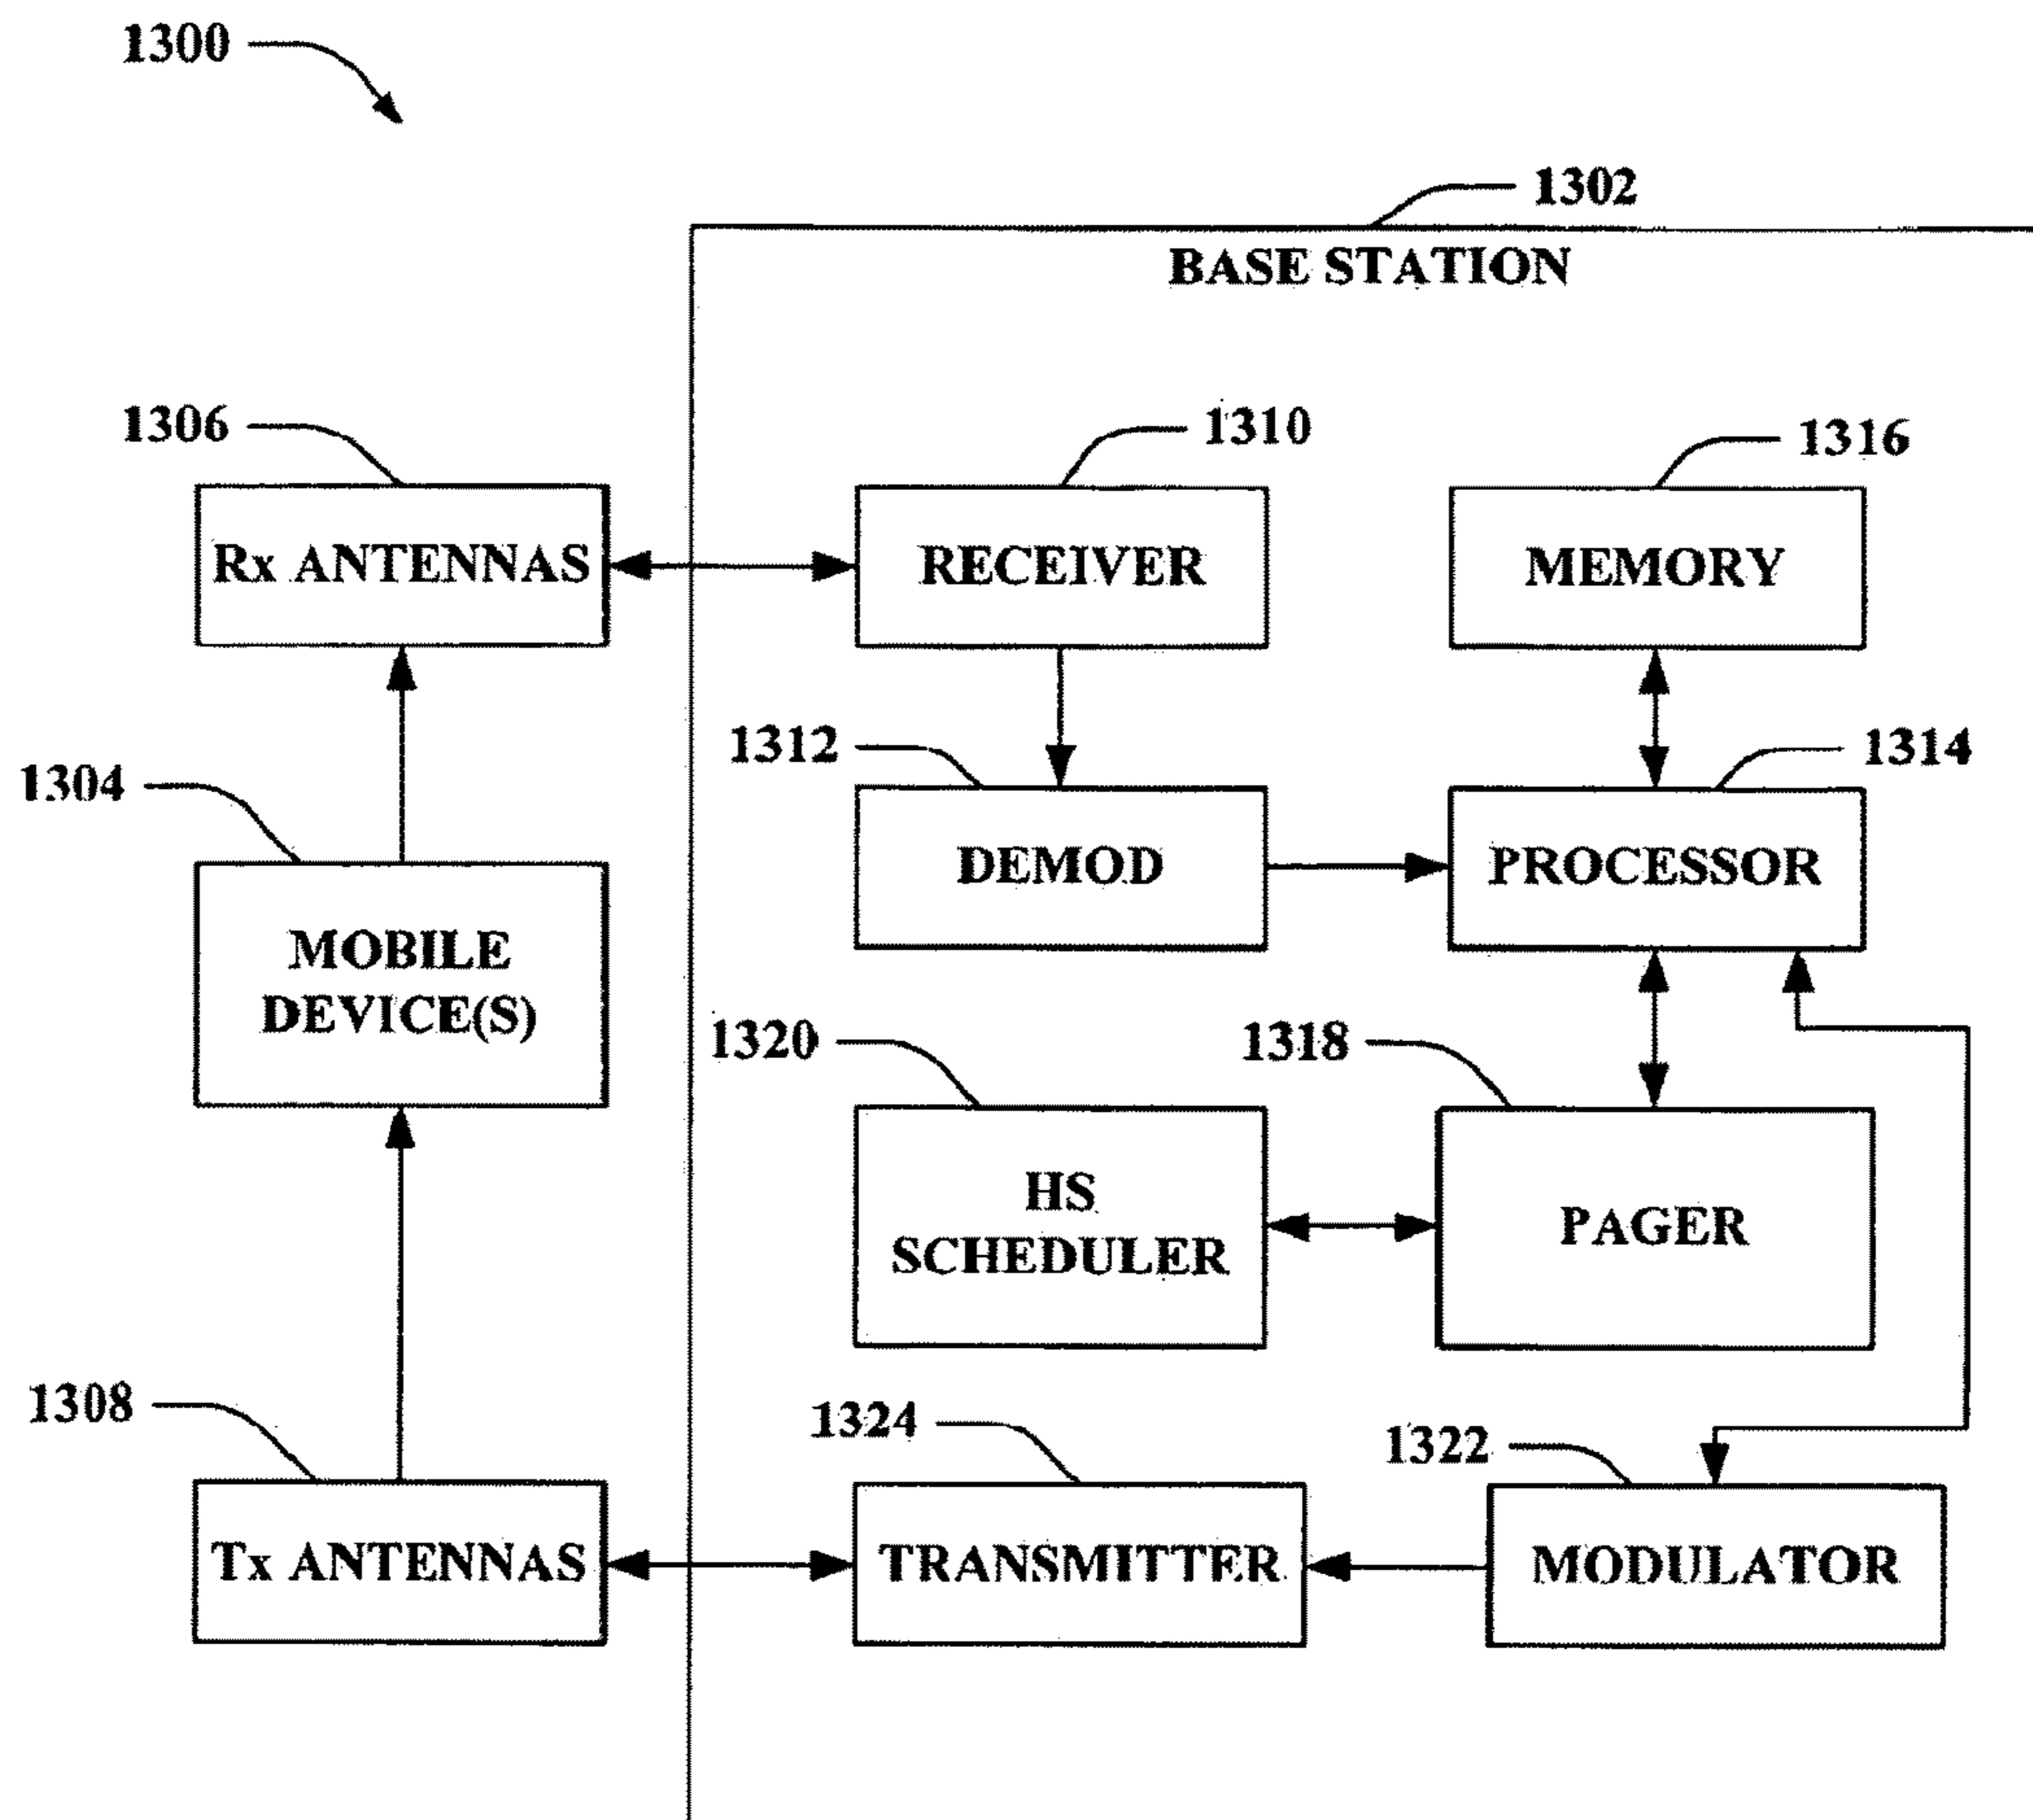 1300
1302
BASE STATION
1306
1310
1316
Rx ANTENNAS
RECEIVER
MEMORY
1304
1312
1314
MOBILE
DEVICE(S)
DEMOD
PROCESSOR
1320
1318
HS
SCHEDULER
PAGER
1308
1324
1322
Tx ANTENNAS
TRANSMITTER
MODULATOR